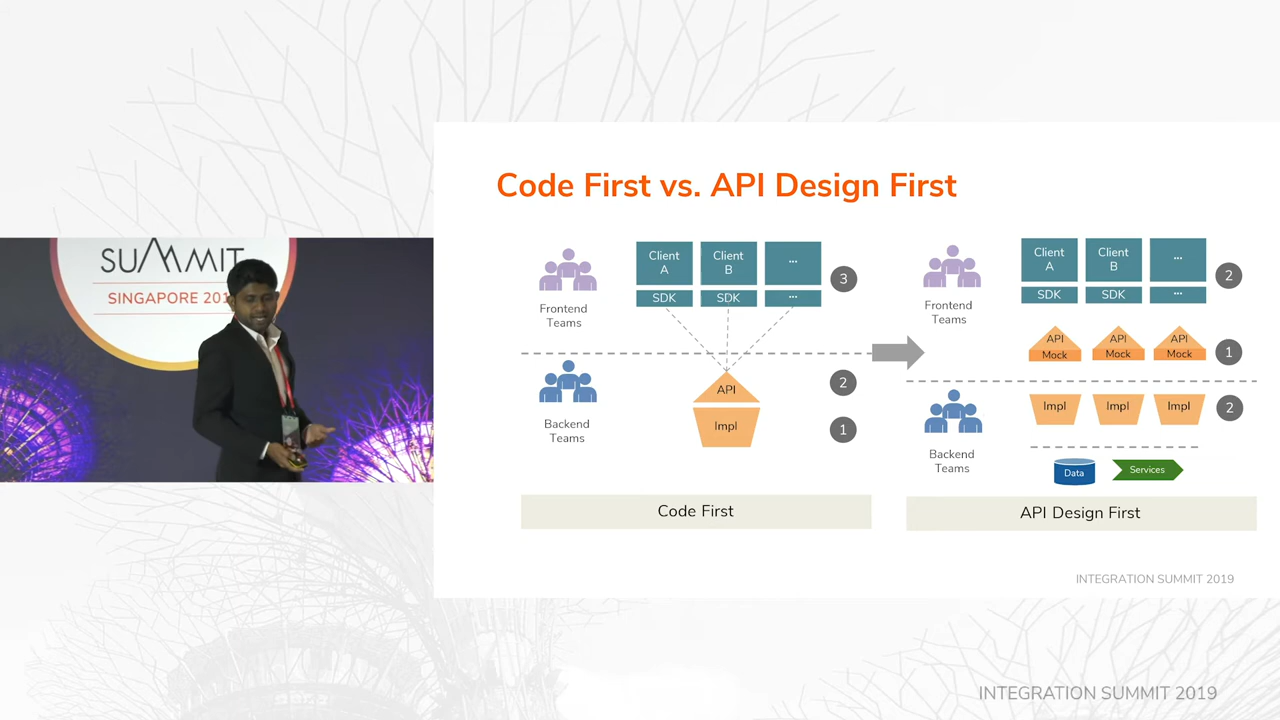 SUMMIT
SINGAPORE 201
Code First vs. API Design First
Frontend
Teams
Client
A
Client
B
...
SDK
SDK
...
3
Backend
Teams
API
2
Impl
1
Code First
Frontend
Teams
Client
A
Client
B
...
SDK
SDK
...
2
API
Mock
API
Mock
API
Mock
1
Backend
Teams
Impl
Impl
Impl
2
Data
Services
API Design First
INTEGRATION SUMMIT 2019
INTEGRATION SUMMIT 2019